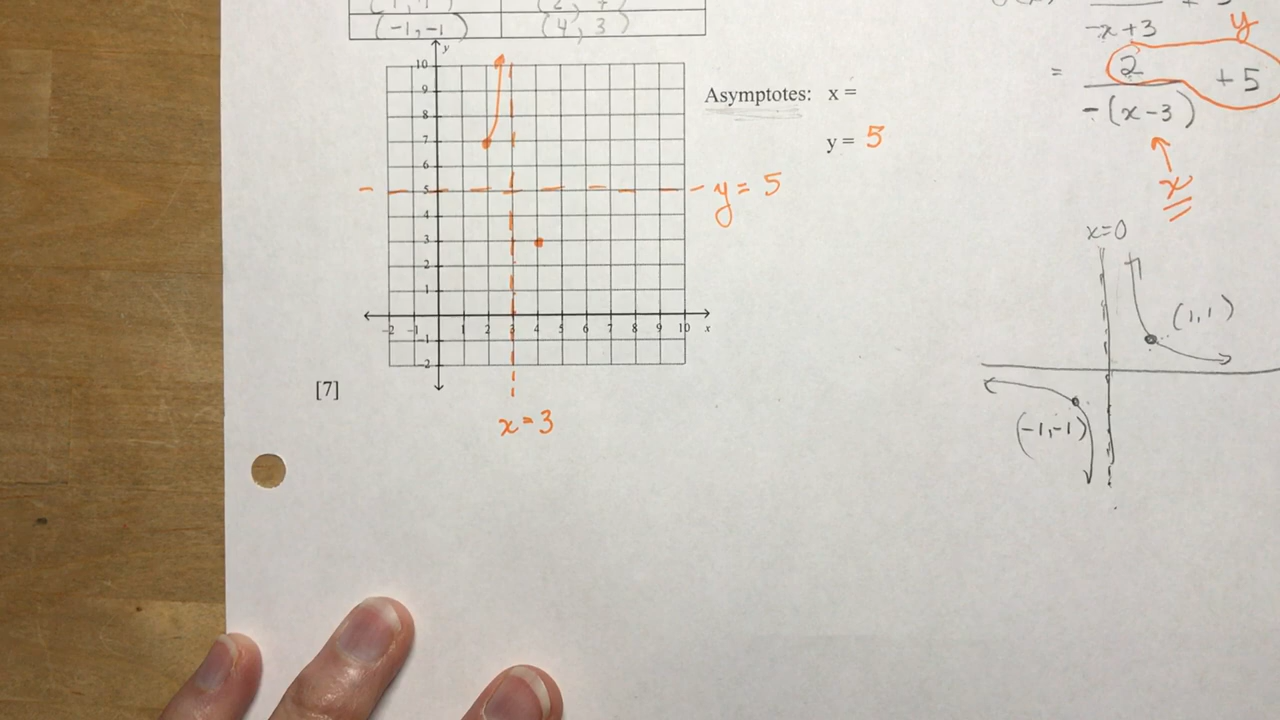 (-1, -1) (4, 3)
y
10
9
8
7
6
5
4
3
2
1
-2 -1 1 2 3 4 5 6 7 8 9 10 x
-1
-2
y = 5
x = 3
[7]
Asymptotes: x =
y = 5
-x+3
y
= 2 + 5
-(x-3)
x
x=0
(1,1)
(-1,-1)